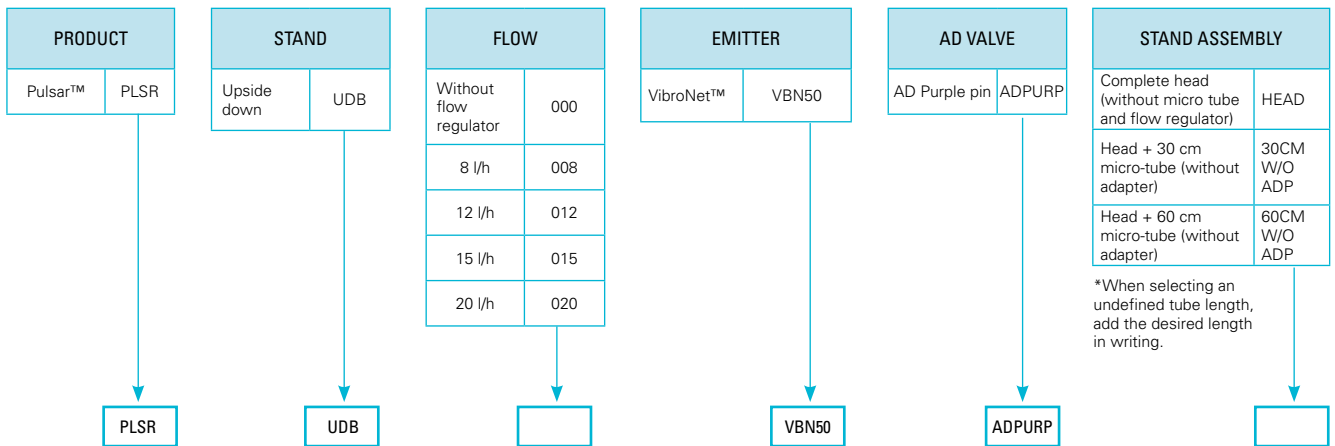 PRODUCT
Pulsar™ PLSR
STAND
Upside
down
UDB
FLOW
Without
flow
regulator
000
8 l/h 008
12 l/h 012
15 l/h 015
20 l/h 020
EMITTER
VibroNet™ VBN50
AD VALVE
AD Purple pin ADPURP
STAND ASSEMBLY
Complete head
(without micro tube
and flow regulator)
HEAD
Head + 30 cm
micro-tube (without
adapter)
30CM
W/O
ADP
Head + 60 cm
micro-tube (without
adapter)
60CM
W/O
ADP
*When selecting an
undefined tube length,
add the desired length
in writing.
PLSR
UDB
VBN50
ADPURP